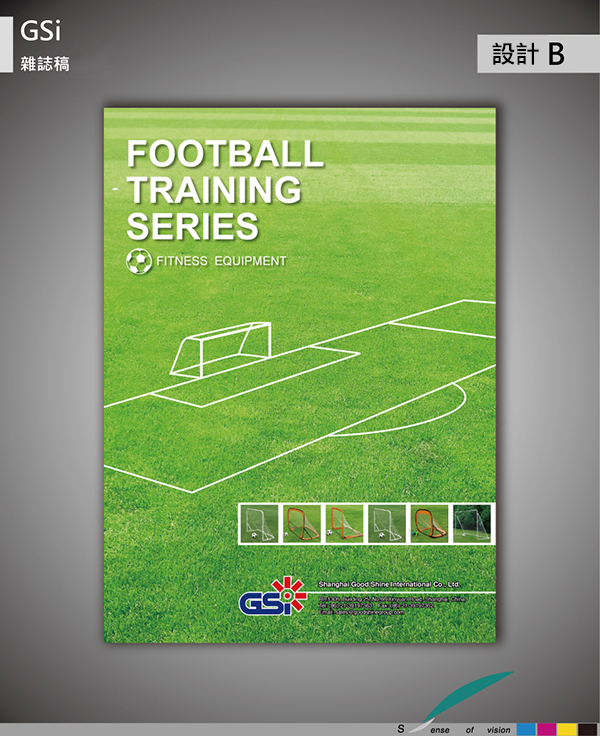 GSi
雜誌稿
設計 B
FOOTBALL
TRAINING
SERIES
FITNESS EQUIPMENT
GSi
Shanghai Good Shine International Co., Ltd.
Sense of vision